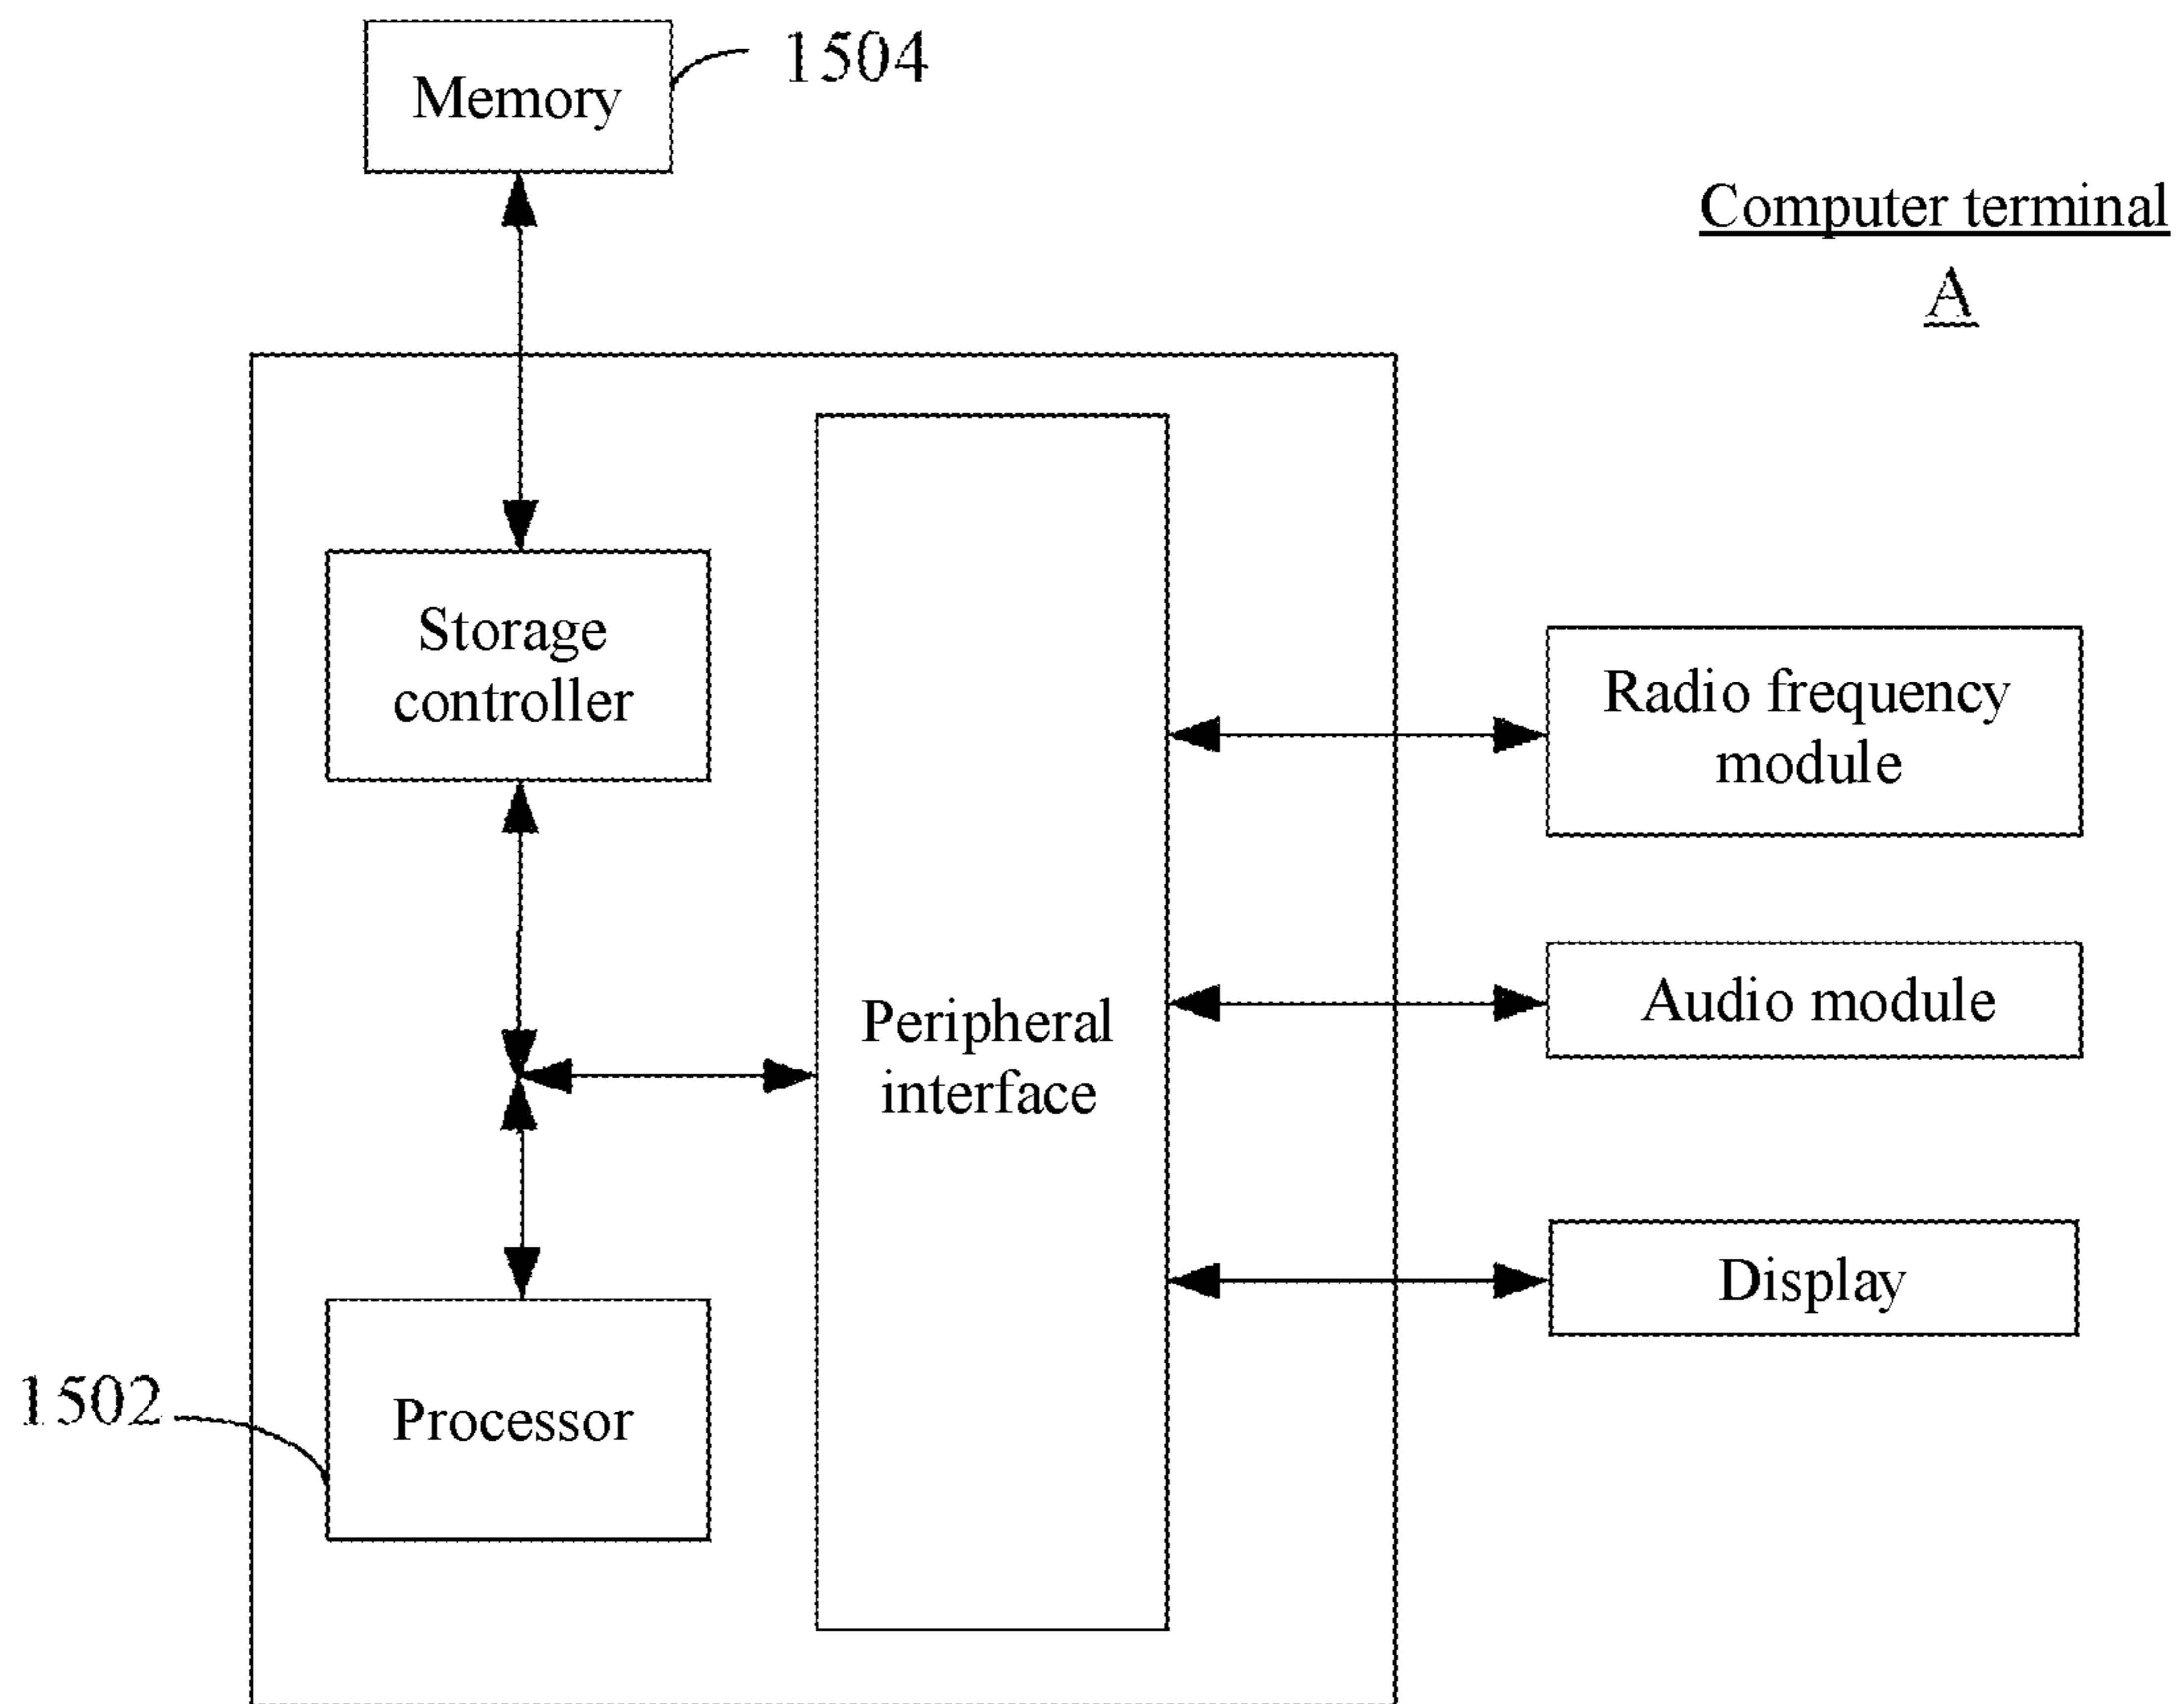 Memory
1504
Computer terminal
A
Storage
controller
Radio frequency
module
Audio module
Peripheral
interface
Display
1502
Processor